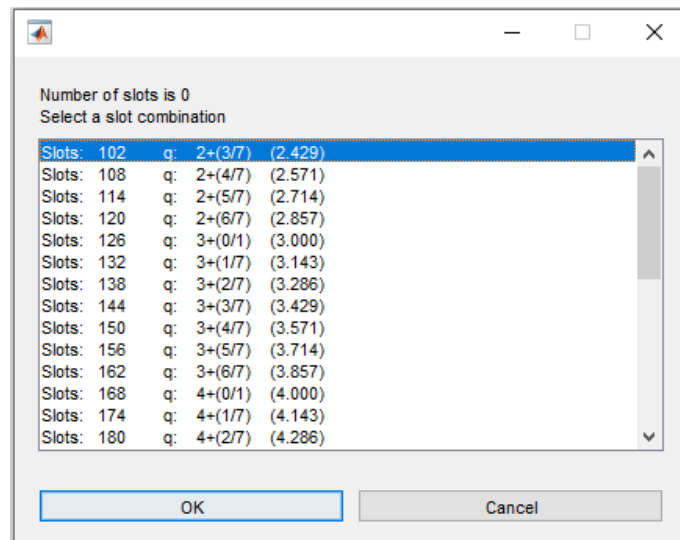 Number of slots is 0
Select a slot combination
Slots: 102 q: 2+(3/7) (2.429)
Slots: 108 q: 2+(4/7) (2.571)
Slots: 114 q: 2+(5/7) (2.714)
Slots: 120 q: 2+(6/7) (2.857)
Slots: 126 q: 3+(0/1) (3.000)
Slots: 132 q: 3+(1/7) (3.143)
Slots: 138 q: 3+(2/7) (3.286)
Slots: 144 q: 3+(3/7) (3.429)
Slots: 150 q: 3+(4/7) (3.571)
Slots: 156 q: 3+(5/7) (3.714)
Slots: 162 q: 3+(6/7) (3.857)
Slots: 168 q: 4+(0/1) (4.000)
Slots: 174 q: 4+(1/7) (4.143)
Slots: 180 q: 4+(2/7) (4.286)
OK Cancel